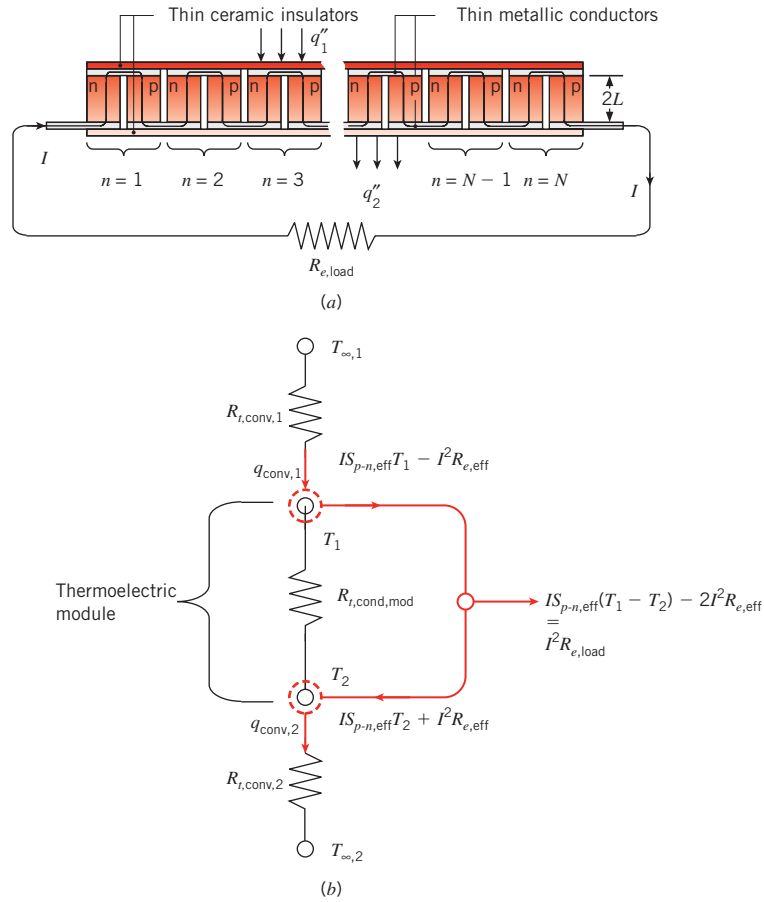 Thin ceramic insulators
Thin metallic conductors
q″₁
n p n p n p n p n p n p
2L
I
n = 1 n = 2 n = 3
q″₂
n = N − 1 n = N
I
Rₑ,load
(a)
T∞,1
Rt,conv,1
qconv,1
ISp-n,effT₁ − I²Rₑ,eff
T₁
Thermoelectric
module
Rt,cond,mod
ISp-n,eff(T₁ − T₂) − 2I²Rₑ,eff
=
I²Rₑ,load
T₂
qconv,2
ISp-n,effT₂ + I²Rₑ,eff
Rt,conv,2
T∞,2
(b)